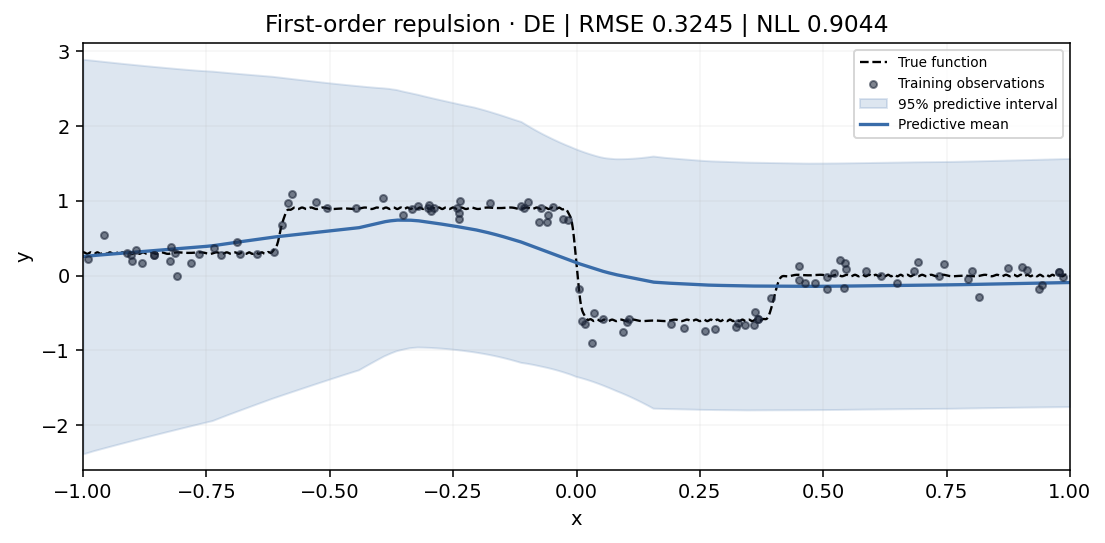 First-order repulsion · DE | RMSE 0.3245 | NLL 0.9044
True function
Training observations
95% predictive interval
Predictive mean
3
2
1
0
−1
−2
y
−1.00
−0.75
−0.50
−0.25
0.00
0.25
0.50
0.75
1.00
x